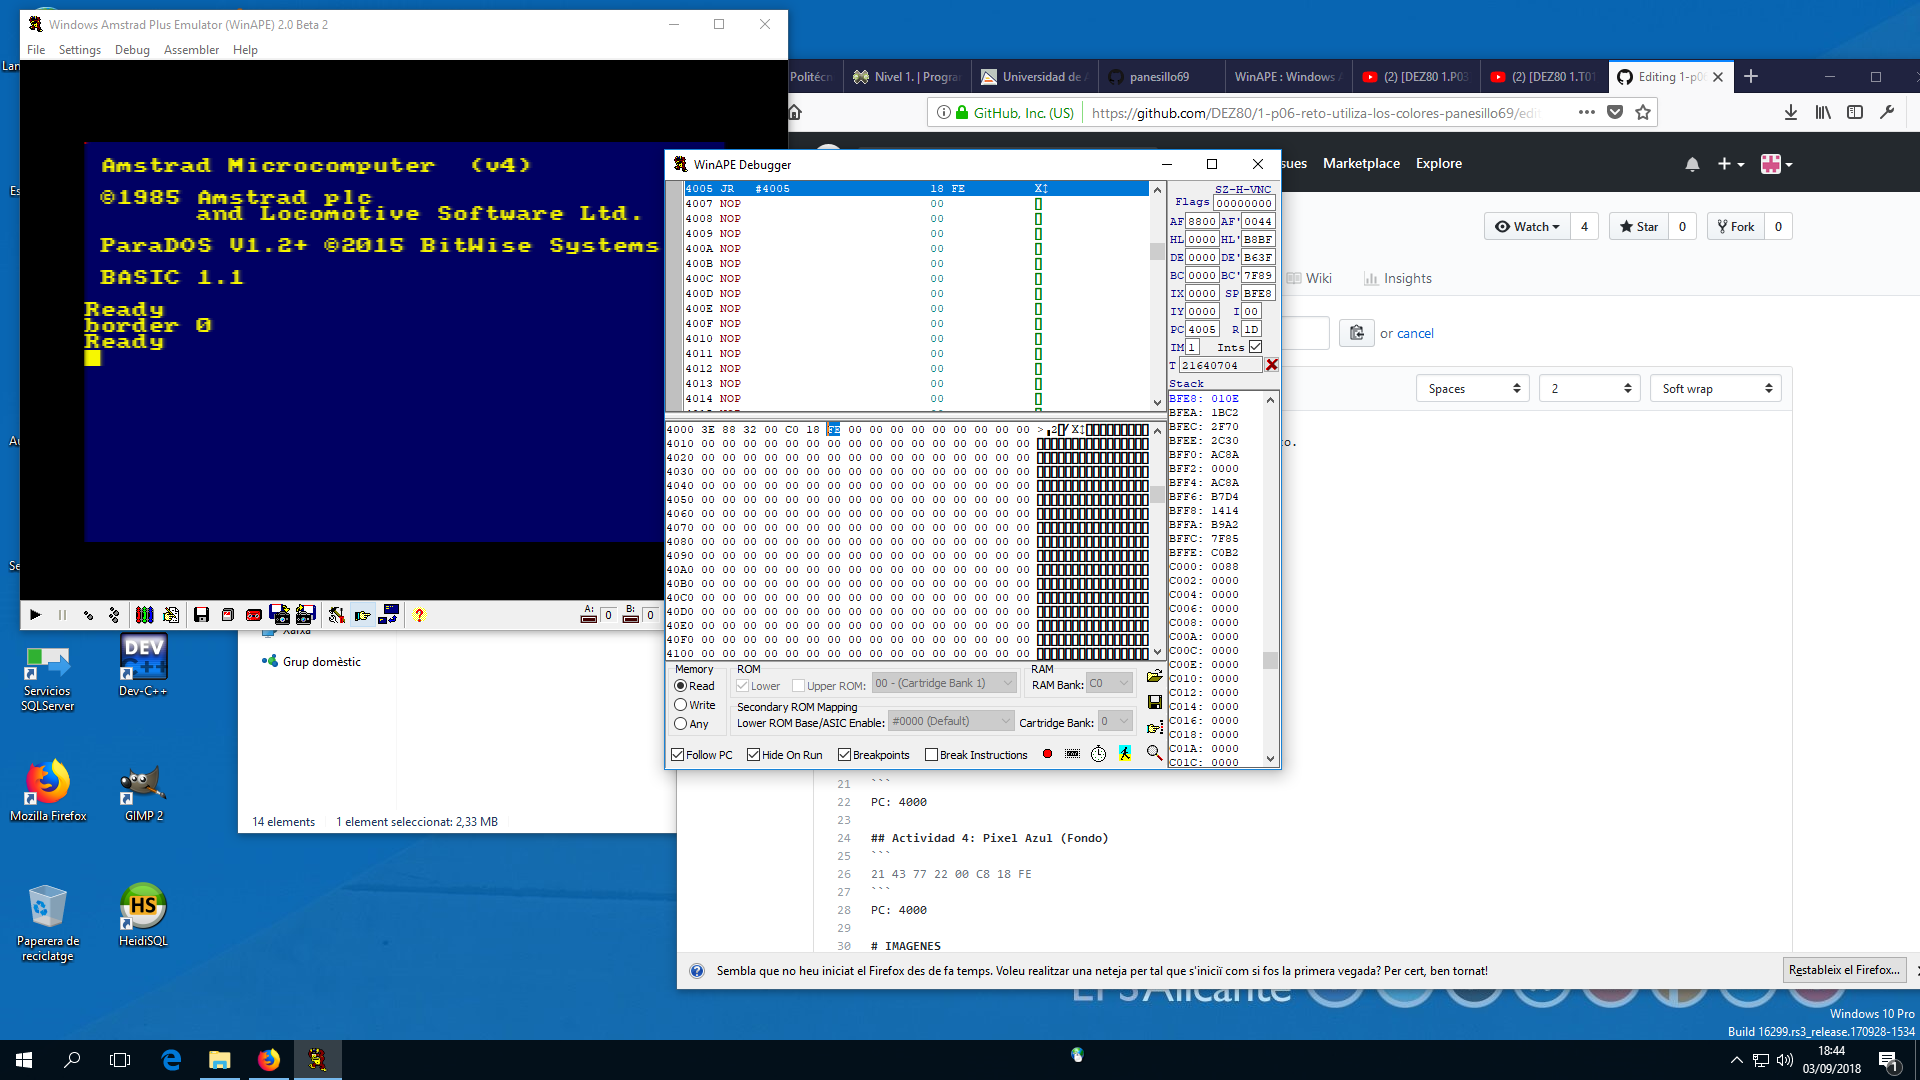 Windows Amstrad Plus Emulator (WinAPE) 2.0 Beta 2
File Settings Debug Assembler Help
Amstrad Microcomputer (v4)
©1985 Amstrad plc
and Locomotive Software Ltd.
ParaDOS V1.2+ ©2015 BitWise Systems
BASIC 1.1
Ready
border 0
Ready
A: 0 B: 0
Politécn
Nivel 1. | Progra
Universidad de
panesillo69
WinAPE : Windows
(2) [DEZ80 1.P03
(2) [DEZ80 1.T01
Editing 1-p0
GitHub, Inc. (US) https://github.com/DEZ80/1-p06-reto-utiliza-los-colores-panesillo69/edi
ues Marketplace Explore
Watch 4 Star 0 Fork 0
Wiki Insights
or cancel
Spaces 2 Soft wrap
o.
WinAPE Debugger
4005 JR #4005 18 FE
4007 NOP 00
4008 NOP 00
4009 NOP 00
400A NOP 00
400B NOP 00
400C NOP 00
400D NOP 00
400E NOP 00
400F NOP 00
4010 NOP 00
4011 NOP 00
4012 NOP 00
4013 NOP 00
4014 NOP 00
SZ-H-VNC
Flags 00000000
AF 8800 AF' 0044
HL 0000 HL' B8BF
DE 0000 DE' B63F
BC 0000 BC' 7F89
IX 0000 SP BFE8
IY 0000 I 00
PC 4005 R 1D
IM 1 Ints
T 21640704
Stack
BFE8: 010E
BFEA: 1BC2
BFEC: 2F70
BFEE: 2C30
BFF0: AC8A
BFF2: 0000
BFF4: AC8A
BFF6: B7D4
BFF8: 1414
BFFA: B9A2
BFFC: 7F85
BFFE: C0B2
C000: 0088
C002: 0000
C004: 0000
C006: 0000
C008: 0000
C00A: 0000
C00C: 0000
C00E: 0000
C010: 0000
C012: 0000
C014: 0000
C016: 0000
C018: 0000
C01A: 0000
C01C: 0000
4000 3E 88 32 00 C0 18 FE 00 00 00 00 00 00 00 00 00
4010 00 00 00 00 00 00 00 00 00 00 00 00 00 00 00 00
4020 00 00 00 00 00 00 00 00 00 00 00 00 00 00 00 00
4030 00 00 00 00 00 00 00 00 00 00 00 00 00 00 00 00
4040 00 00 00 00 00 00 00 00 00 00 00 00 00 00 00 00
4050 00 00 00 00 00 00 00 00 00 00 00 00 00 00 00 00
4060 00 00 00 00 00 00 00 00 00 00 00 00 00 00 00 00
4070 00 00 00 00 00 00 00 00 00 00 00 00 00 00 00 00
4080 00 00 00 00 00 00 00 00 00 00 00 00 00 00 00 00
4090 00 00 00 00 00 00 00 00 00 00 00 00 00 00 00 00
40A0 00 00 00 00 00 00 00 00 00 00 00 00 00 00 00 00
40B0 00 00 00 00 00 00 00 00 00 00 00 00 00 00 00 00
40C0 00 00 00 00 00 00 00 00 00 00 00 00 00 00 00 00
40D0 00 00 00 00 00 00 00 00 00 00 00 00 00 00 00 00
40E0 00 00 00 00 00 00 00 00 00 00 00 00 00 00 00 00
40F0 00 00 00 00 00 00 00 00 00 00 00 00 00 00 00 00
4100 00 00 00 00 00 00 00 00 00 00 00 00 00 00 00 00
Memory
Read
Write
Any
ROM
Lower Upper ROM: 00 - (Cartridge Bank 1)
RAM
RAM Bank: C0
Secondary ROM Mapping
Lower ROM Base/ASIC Enable: #0000 (Default) Cartridge Bank: 0
Follow PC Hide On Run Breakpoints Break Instructions
21 ```
22 PC: 4000
23
24 ## Actividad 4: Pixel Azul (Fondo)
25 ```
26 21 43 77 22 00 C8 18 FE
27 ```
28 PC: 4000
29
30 # IMAGENES
Sembla que no heu iniciat el Firefox des de fa temps. Voleu realitzar una neteja per tal que s'iniciï com si fos la primera vegada? Per cert, ben tornat!
Restableix el Firefox...
Xarxa
Grup domèstic
14 elements 1 element seleccionat: 2,33 MB
Lan
Es
Au
Se
Servicios SQLServer
DEV C++
Dev-C++
Mozilla Firefox
GIMP 2
Paperera de reciclatge
HS
HeidiSQL
EPS Alicante
Windows 10 Pro
Build 16299.rs3_release.170928-1534
18:44
03/09/2018
1